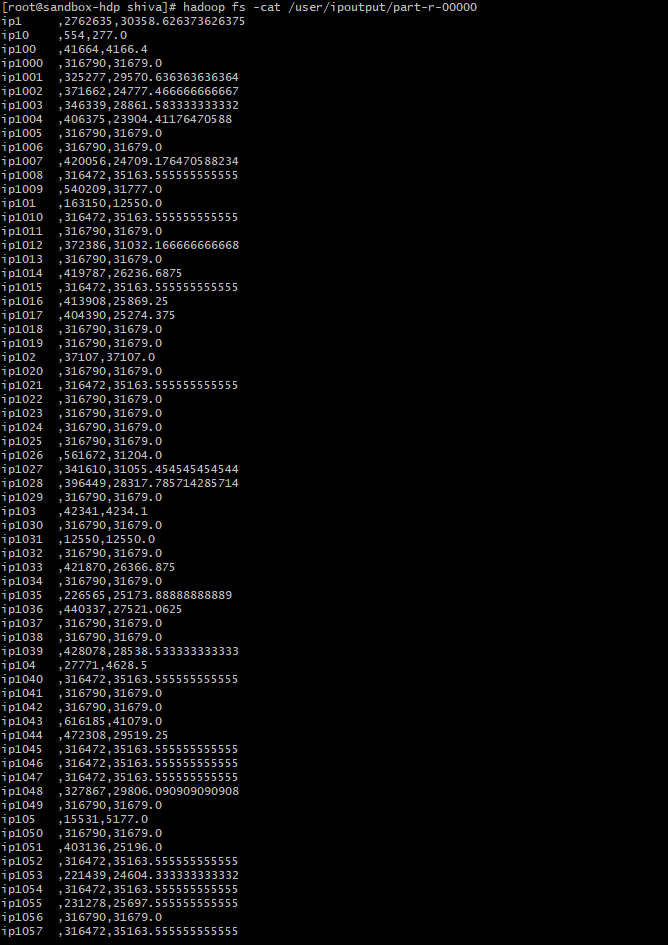 [root@sandbox-hdp shiva]# hadoop fs -cat /user/ipoutput/part-r-00000
ip1 ,2762635,30358.626373626375
ip10 ,554,277.0
ip100 ,41664,4166.4
ip1000 ,316790,31679.0
ip1001 ,325277,29570.636363636364
ip1002 ,371662,24777.466666666667
ip1003 ,346339,28861.583333333332
ip1004 ,406375,23904.41176470588
ip1005 ,316790,31679.0
ip1006 ,316790,31679.0
ip1007 ,420056,24709.176470588234
ip1008 ,316472,35163.555555555555
ip1009 ,540209,31777.0
ip101 ,163150,12550.0
ip1010 ,316472,35163.555555555555
ip1011 ,316790,31679.0
ip1012 ,372386,31032.166666666668
ip1013 ,316790,31679.0
ip1014 ,419787,26236.6875
ip1015 ,316472,35163.555555555555
ip1016 ,413908,25869.25
ip1017 ,404390,25274.375
ip1018 ,316790,31679.0
ip1019 ,316790,31679.0
ip102 ,37107,37107.0
ip1020 ,316790,31679.0
ip1021 ,316472,35163.555555555555
ip1022 ,316790,31679.0
ip1023 ,316790,31679.0
ip1024 ,316790,31679.0
ip1025 ,316790,31679.0
ip1026 ,561672,31204.0
ip1027 ,341610,31055.454545454544
ip1028 ,396449,28317.785714285714
ip1029 ,316790,31679.0
ip103 ,42341,4234.1
ip1030 ,316790,31679.0
ip1031 ,12550,12550.0
ip1032 ,316790,31679.0
ip1033 ,421870,26366.875
ip1034 ,316790,31679.0
ip1035 ,226565,25173.88888888889
ip1036 ,440337,27521.0625
ip1037 ,316790,31679.0
ip1038 ,316790,31679.0
ip1039 ,428078,28538.533333333333
ip104 ,27771,4628.5
ip1040 ,316472,35163.555555555555
ip1041 ,316790,31679.0
ip1042 ,316790,31679.0
ip1043 ,616185,41079.0
ip1044 ,472308,29519.25
ip1045 ,316472,35163.555555555555
ip1046 ,316472,35163.555555555555
ip1047 ,316472,35163.555555555555
ip1048 ,327867,29806.090909090908
ip1049 ,316790,31679.0
ip105 ,15531,5177.0
ip1050 ,316790,31679.0
ip1051 ,403136,25196.0
ip1052 ,316472,35163.555555555555
ip1053 ,221439,24604.333333333332
ip1054 ,316472,35163.555555555555
ip1055 ,231278,25697.555555555555
ip1056 ,316790,31679.0
ip1057 ,316472,35163.555555555555